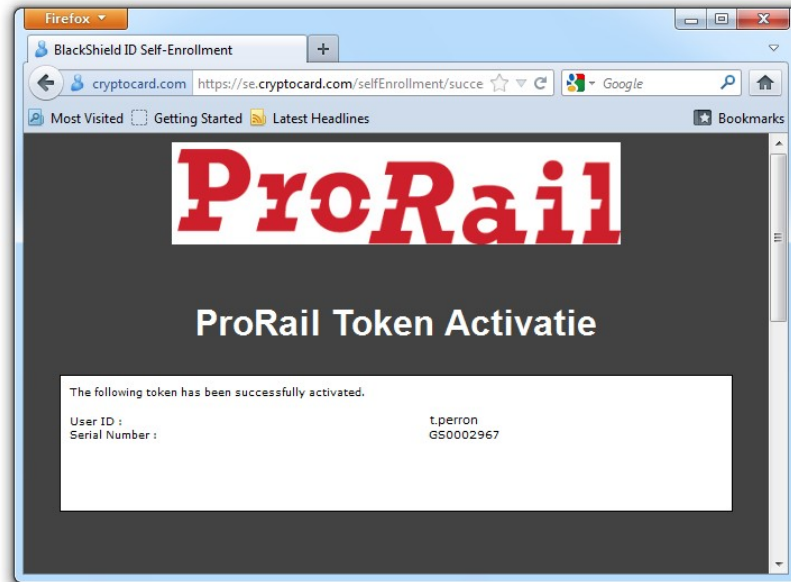 Firefox
BlackShield ID Self-Enrollment
cryptocard.com https://se.cryptocard.com/selfEnrollment/succe Google
Most Visited Getting Started Latest Headlines Bookmarks
ProRail
ProRail Token Activatie
The following token has been successfully activated.
User ID : t.perron
Serial Number : GS0002967